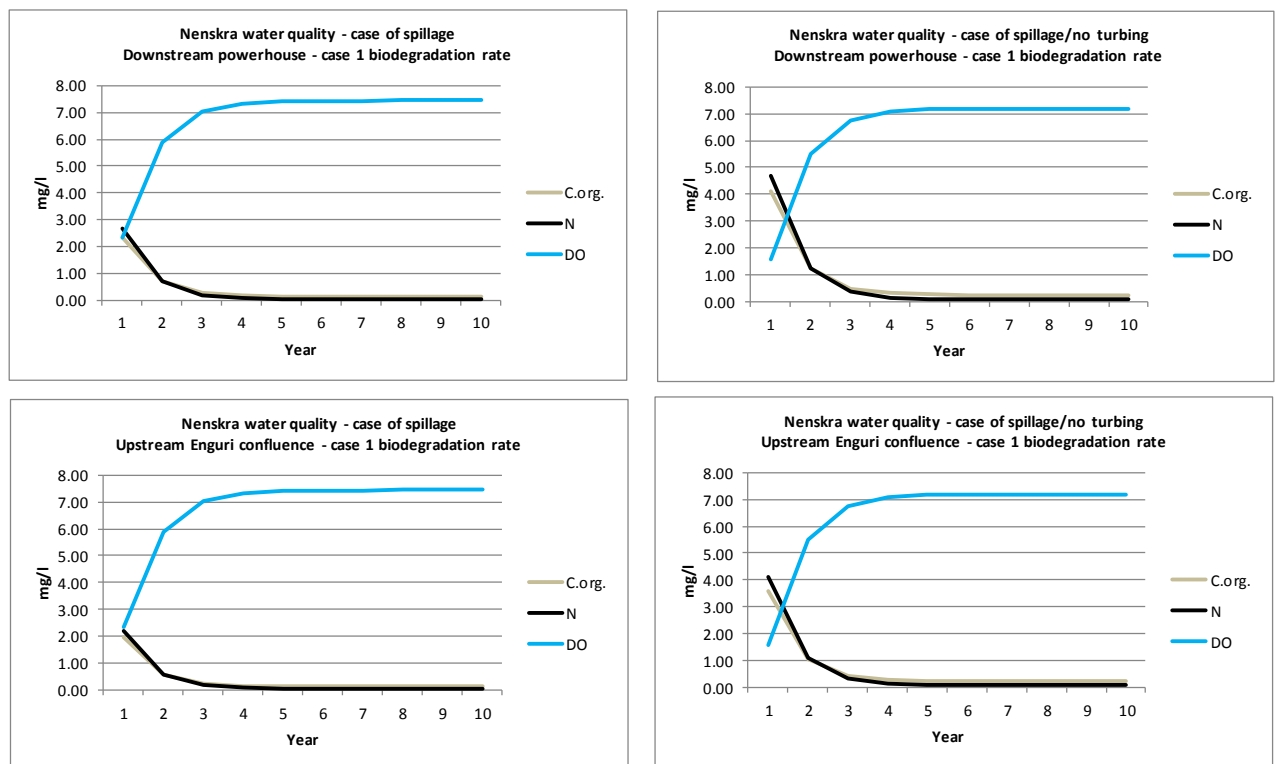 Nenskra water quality - case of spillage
Downstream powerhouse - case 1 biodegradation rate
8.00
7.00
6.00
5.00
4.00
3.00
2.00
1.00
0.00
mg/l
1 2 3 4 5 6 7 8 9 10
Year
C.org.
N
DO
Nenskra water quality - case of spillage/no turbing
Downstream powerhouse - case 1 biodegradation rate
8.00
7.00
6.00
5.00
4.00
3.00
2.00
1.00
0.00
mg/l
1 2 3 4 5 6 7 8 9 10
Year
C.org.
N
DO
Nenskra water quality - case of spillage
Upstream Enguri confluence - case 1 biodegradation rate
8.00
7.00
6.00
5.00
4.00
3.00
2.00
1.00
0.00
mg/l
1 2 3 4 5 6 7 8 9 10
Year
C.org.
N
DO
Nenskra water quality - case of spillage/no turbing
Upstream Enguri confluence - case 1 biodegradation rate
8.00
7.00
6.00
5.00
4.00
3.00
2.00
1.00
0.00
mg/l
1 2 3 4 5 6 7 8 9 10
Year
C.org.
N
DO